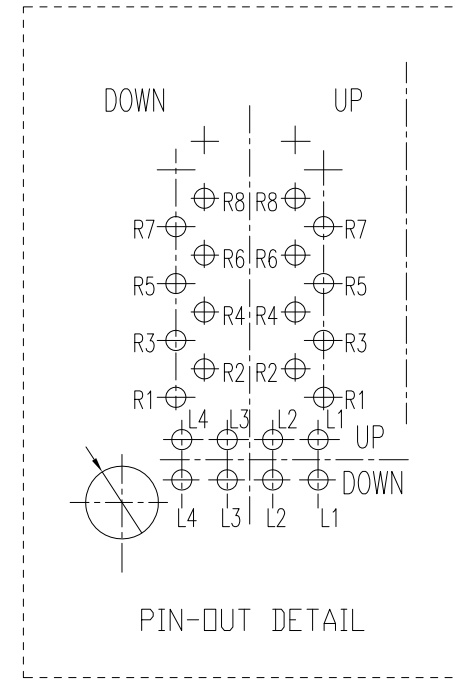 DOWN UP
R8 R8
R7 R7
R6 R6
R5 R5
R4 R4
R3 R3
R2 R2
R1 R1
L4 L3 L2 L1
UP
DOWN
L4 L3 L2 L1
PIN-OUT DETAIL